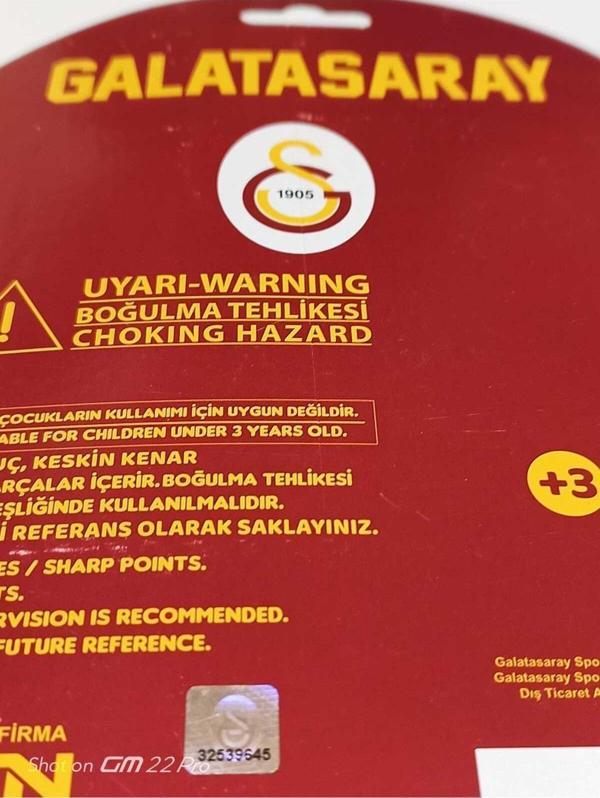 GALATASARAY
1905
UYARI-WARNING
BOĞULMA TEHLİKESİ
CHOKING HAZARD
!
ÇOCUKLARIN KULLANIMI İÇİN UYGUN DEĞİLDİR.
ABLE FOR CHILDREN UNDER 3 YEARS OLD.
UÇ, KESKİN KENAR
ARÇALAR İÇERİR.BOĞULMA TEHLİKESİ
EŞLİĞİNDE KULLANILMALIDIR.
İ REFERANS OLARAK SAKLAYINIZ.
+3
ES / SHARP POINTS.
TS.
RVISION IS RECOMMENDED.
FUTURE REFERENCE.
Galatasaray Spo
Galatasaray Spo
Dış Ticaret A
FİRMA
N
32539645
Shot on GM 22 Pro